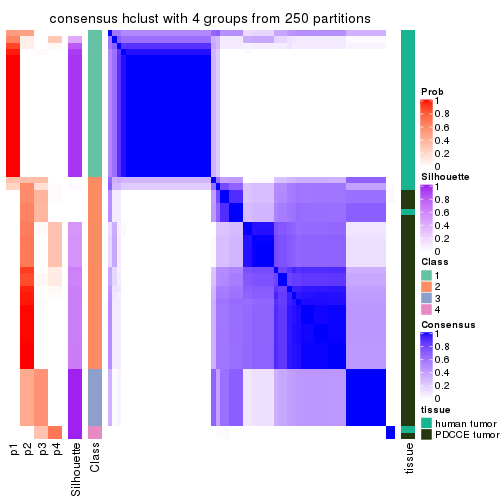 consensus hclust with 4 groups from 250 partitions
Prob
1
0.8
0.6
0.4
0.2
0
Silhouette
1
0.8
0.6
0.4
0.2
0
Class
1
2
3
4
Consensus
1
0.8
0.6
0.4
0.2
0
tissue
human tumor
PDCCE tumor
p1
p2
p3
p4
Silhouette
Class
tissue